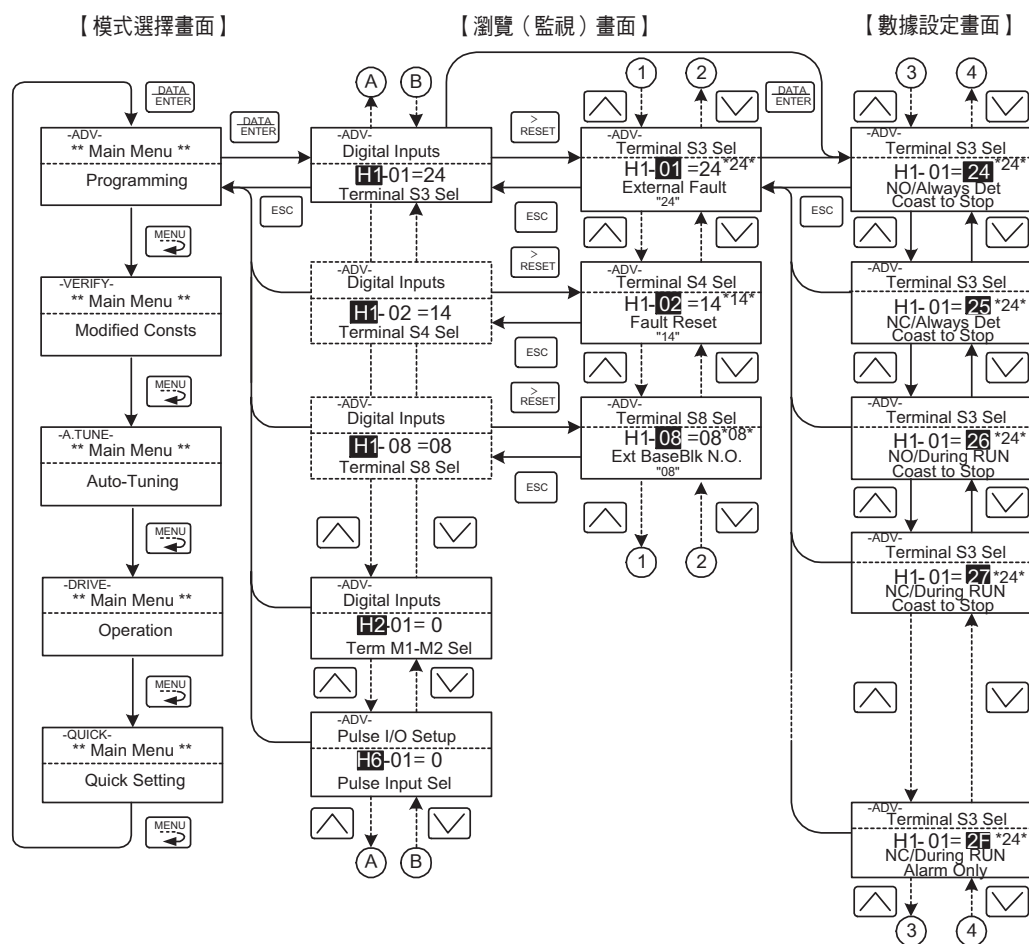 【模式選擇畫面】
【瀏覽（監視）畫面】
【數據設定畫面】
DATA
ENTER
-ADV-
** Main Menu **
Programming
MENU
-VERIFY-
** Main Menu **
Modified Consts
MENU
-A.TUNE-
** Main Menu **
Auto-Tuning
MENU
-DRIVE-
** Main Menu **
Operation
MENU
-QUICK-
** Main Menu **
Quick Setting
MENU
DATA
ENTER
ESC
A
B
-ADV-
Digital Inputs
H1-01=24
Terminal S3 Sel
-ADV-
Digital Inputs
H1- 02 =14
Terminal S4 Sel
-ADV-
Digital Inputs
H1- 08 =08
Terminal S8 Sel
-ADV-
Digital Inputs
H2-01= 0
Term M1-M2 Sel
-ADV-
Pulse I/O Setup
H6-01= 0
Pulse Input Sel
A
B
>
RESET
ESC
>
RESET
ESC
>
RESET
ESC
1
2
-ADV-
Terminal S3 Sel
H1-01 =24 *24*
External Fault
"24"
-ADV-
Terminal S4 Sel
H1-02 =14 *14*
Fault Reset
"14"
-ADV-
Terminal S8 Sel
H1-08 =08 *08*
Ext BaseBlk N.O.
"08"
1
2
DATA
ENTER
ESC
3
4
-ADV-
Terminal S3 Sel
H1- 01= 24 *24*
NO/Always Det
Coast to Stop
-ADV-
Terminal S3 Sel
H1- 01= 25 *24*
NC/Always Det
Coast to Stop
-ADV-
Terminal S3 Sel
H1- 01= 26 *24*
NO/During RUN
Coast to Stop
-ADV-
Terminal S3 Sel
H1- 01= 27 *24*
NC/During RUN
Coast to Stop
-ADV-
Terminal S3 Sel
H1- 01= 2F *24*
NC/During RUN
Alarm Only
3
4